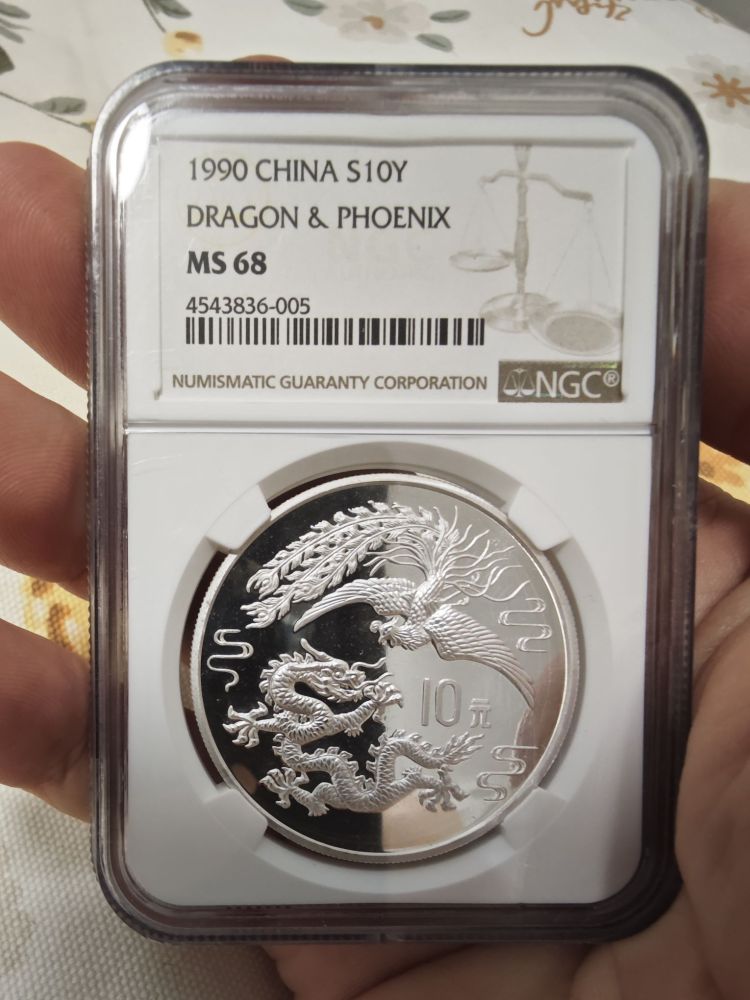 1990 CHINA S10Y
DRAGON & PHOENIX
MS 68
4543836-005
NUMISMATIC GUARANTY CORPORATION
NGC®
10元